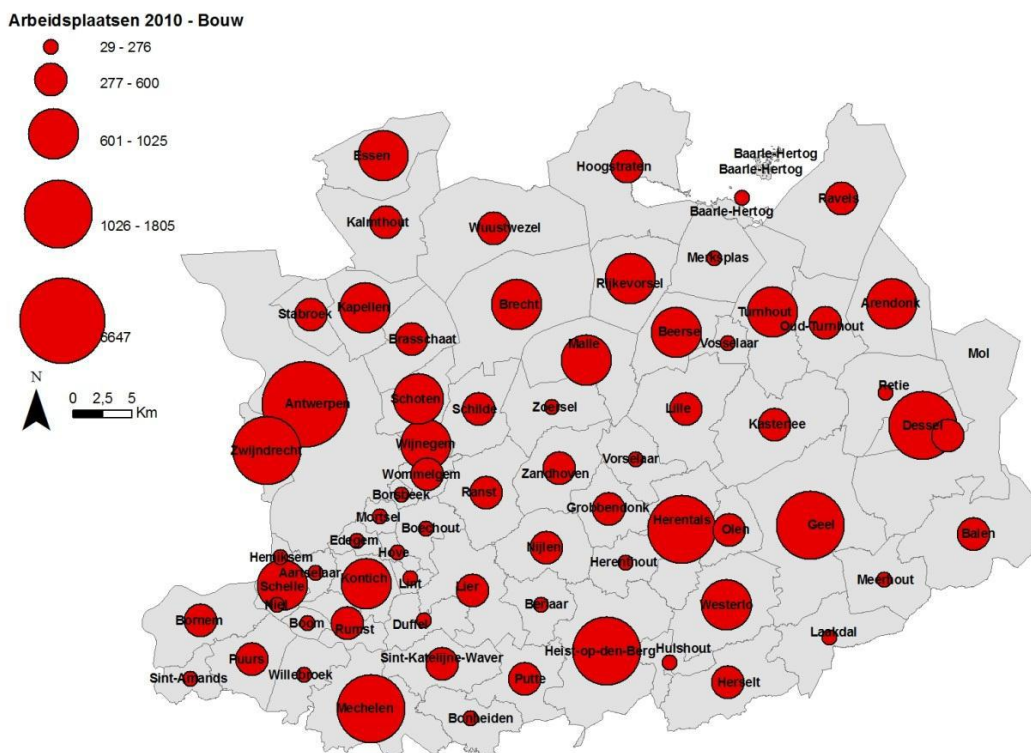 Arbeidsplaatsen 2010 - Bouw
29 - 276
277 - 600
601 - 1025
1026 - 1805
6647
N
0 2,5 5
Km
Essen
Hoogstraten
Baarle-Hertog
Baarle-Hertog
Baarle-Hertog
Ravels
Kalmthout
Wuustwezel
Merksplas
Rijkevorsel
Stabroek
Kapellen
Brecht
Turnhout
Arendonk
Oud-Turnhout
Brasschaat
Beerse
Vosselaar
Malle
Mol
Retie
Antwerpen
Schoten
Schilde
Zoersel
Lille
Kasterlee
Dessel
Zwijndrecht
Wijnegem
Wommelgem
Vorselaar
Zandhoven
Borsbeek
Ranst
Grobbendonk
Mortsel
Herentals
Olen
Geel
Boechout
Balen
Edegem
Hove
Nijlen
Hemiksem
Herenthout
Aartselaar
Schelle
Kontich
Lint
Lier
Meerhout
Niel
Berlaar
Westerlo
Bornem
Boom
Rumst
Duffel
Laakdal
Heist-op-den-Berg
Hulshout
Puurs
Sint-Katelijne-Waver
Sint-Amands
Willebroek
Putte
Herselt
Mechelen
Bonheiden